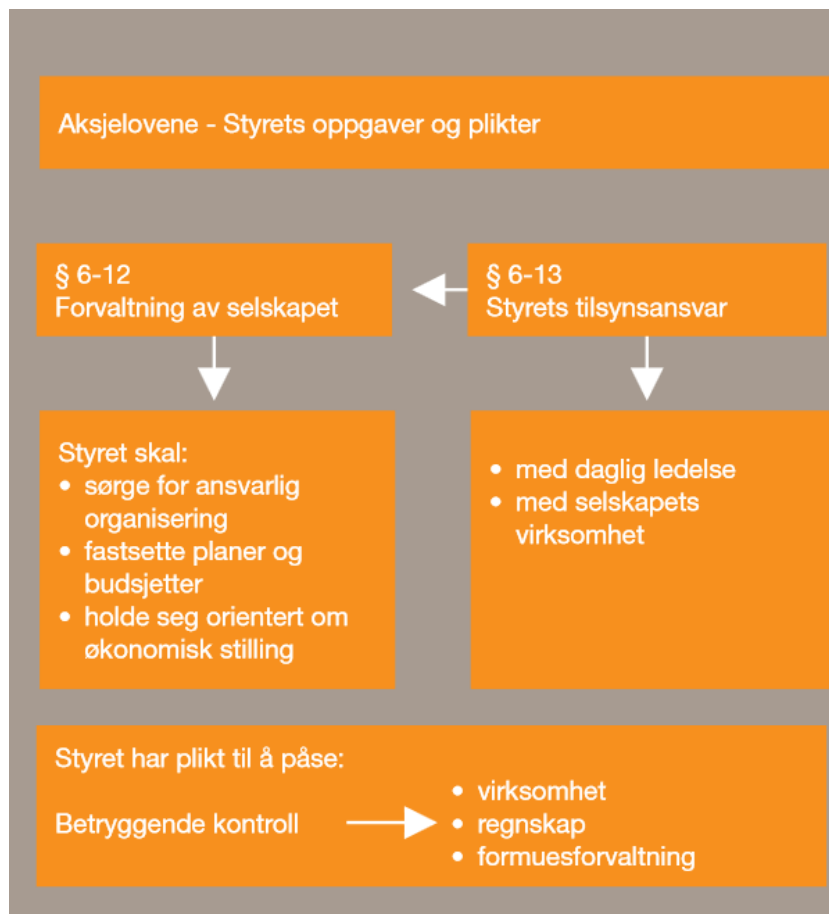 Aksjelovene - Styrets oppgaver og plikter
§ 6-12
Forvaltning av selskapet
§ 6-13
Styrets tilsynsansvar
Styret skal:
• sørge for ansvarlig
organisering
• fastsette planer og
budsjetter
• holde seg orientert om
økonomisk stilling
• med daglig ledelse
• med selskapets
virksomhet
Styret har plikt til å påse:
Betryggende kontroll
• virksomhet
• regnskap
• formuesforvaltning